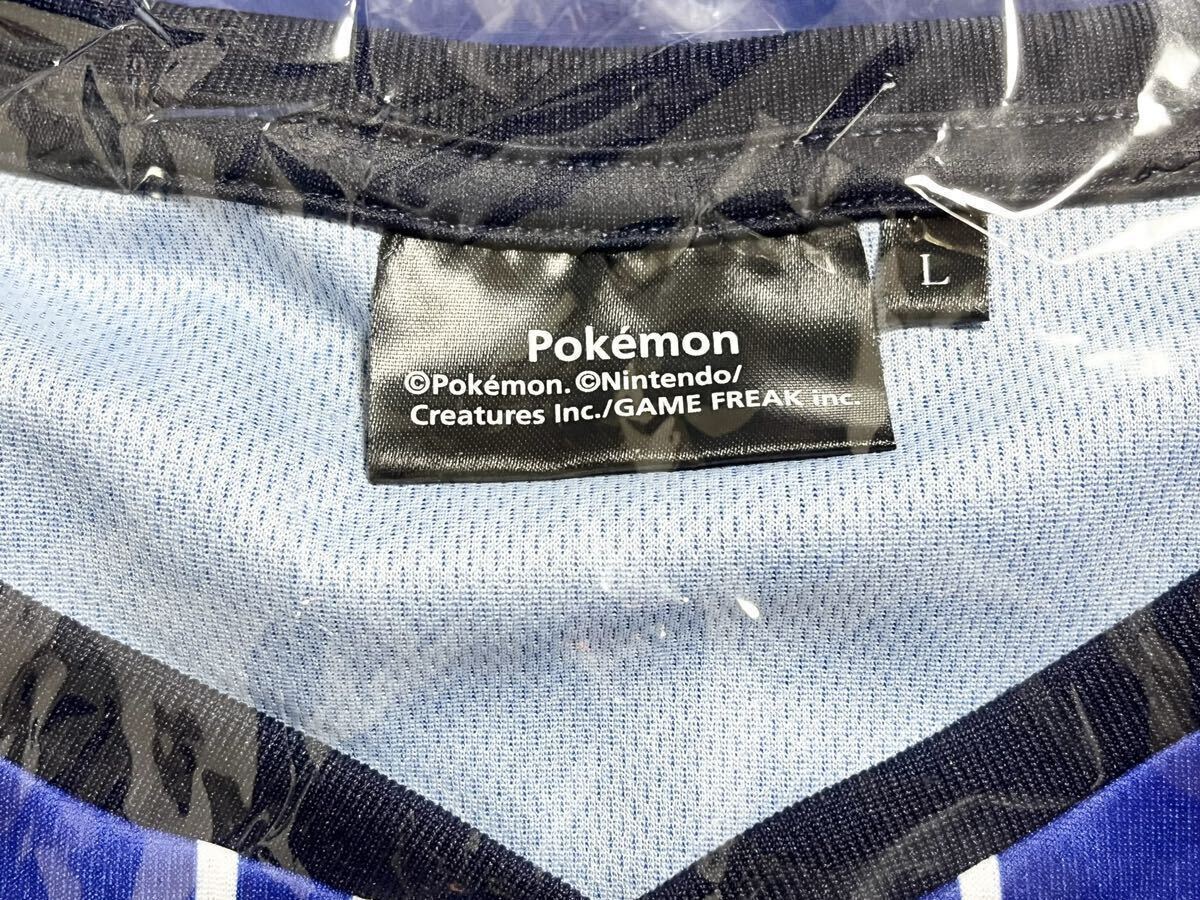 L
Pokémon
©Pokémon. ©Nintendo/
Creatures Inc./GAME FREAK inc.